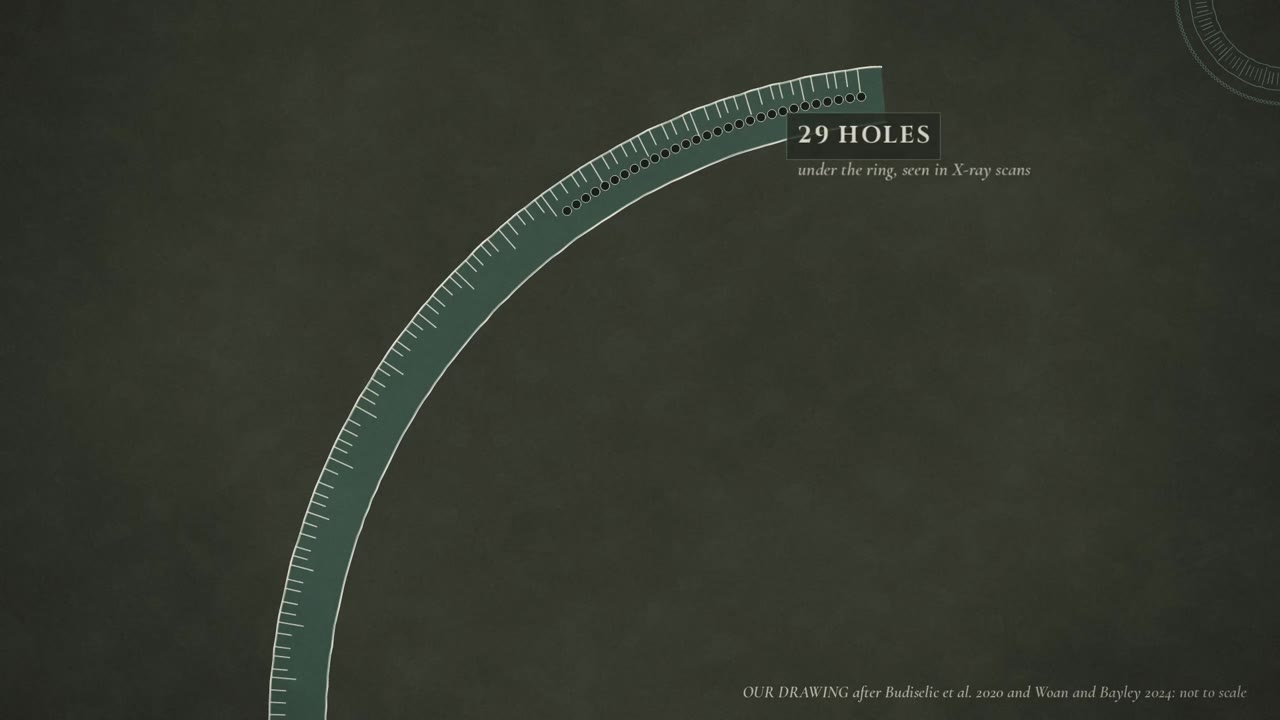 29 HOLES
under the ring, seen in X-ray scans
OUR DRAWING after Budiselic et al. 2020 and Woan and Bayley 2024: not to scale